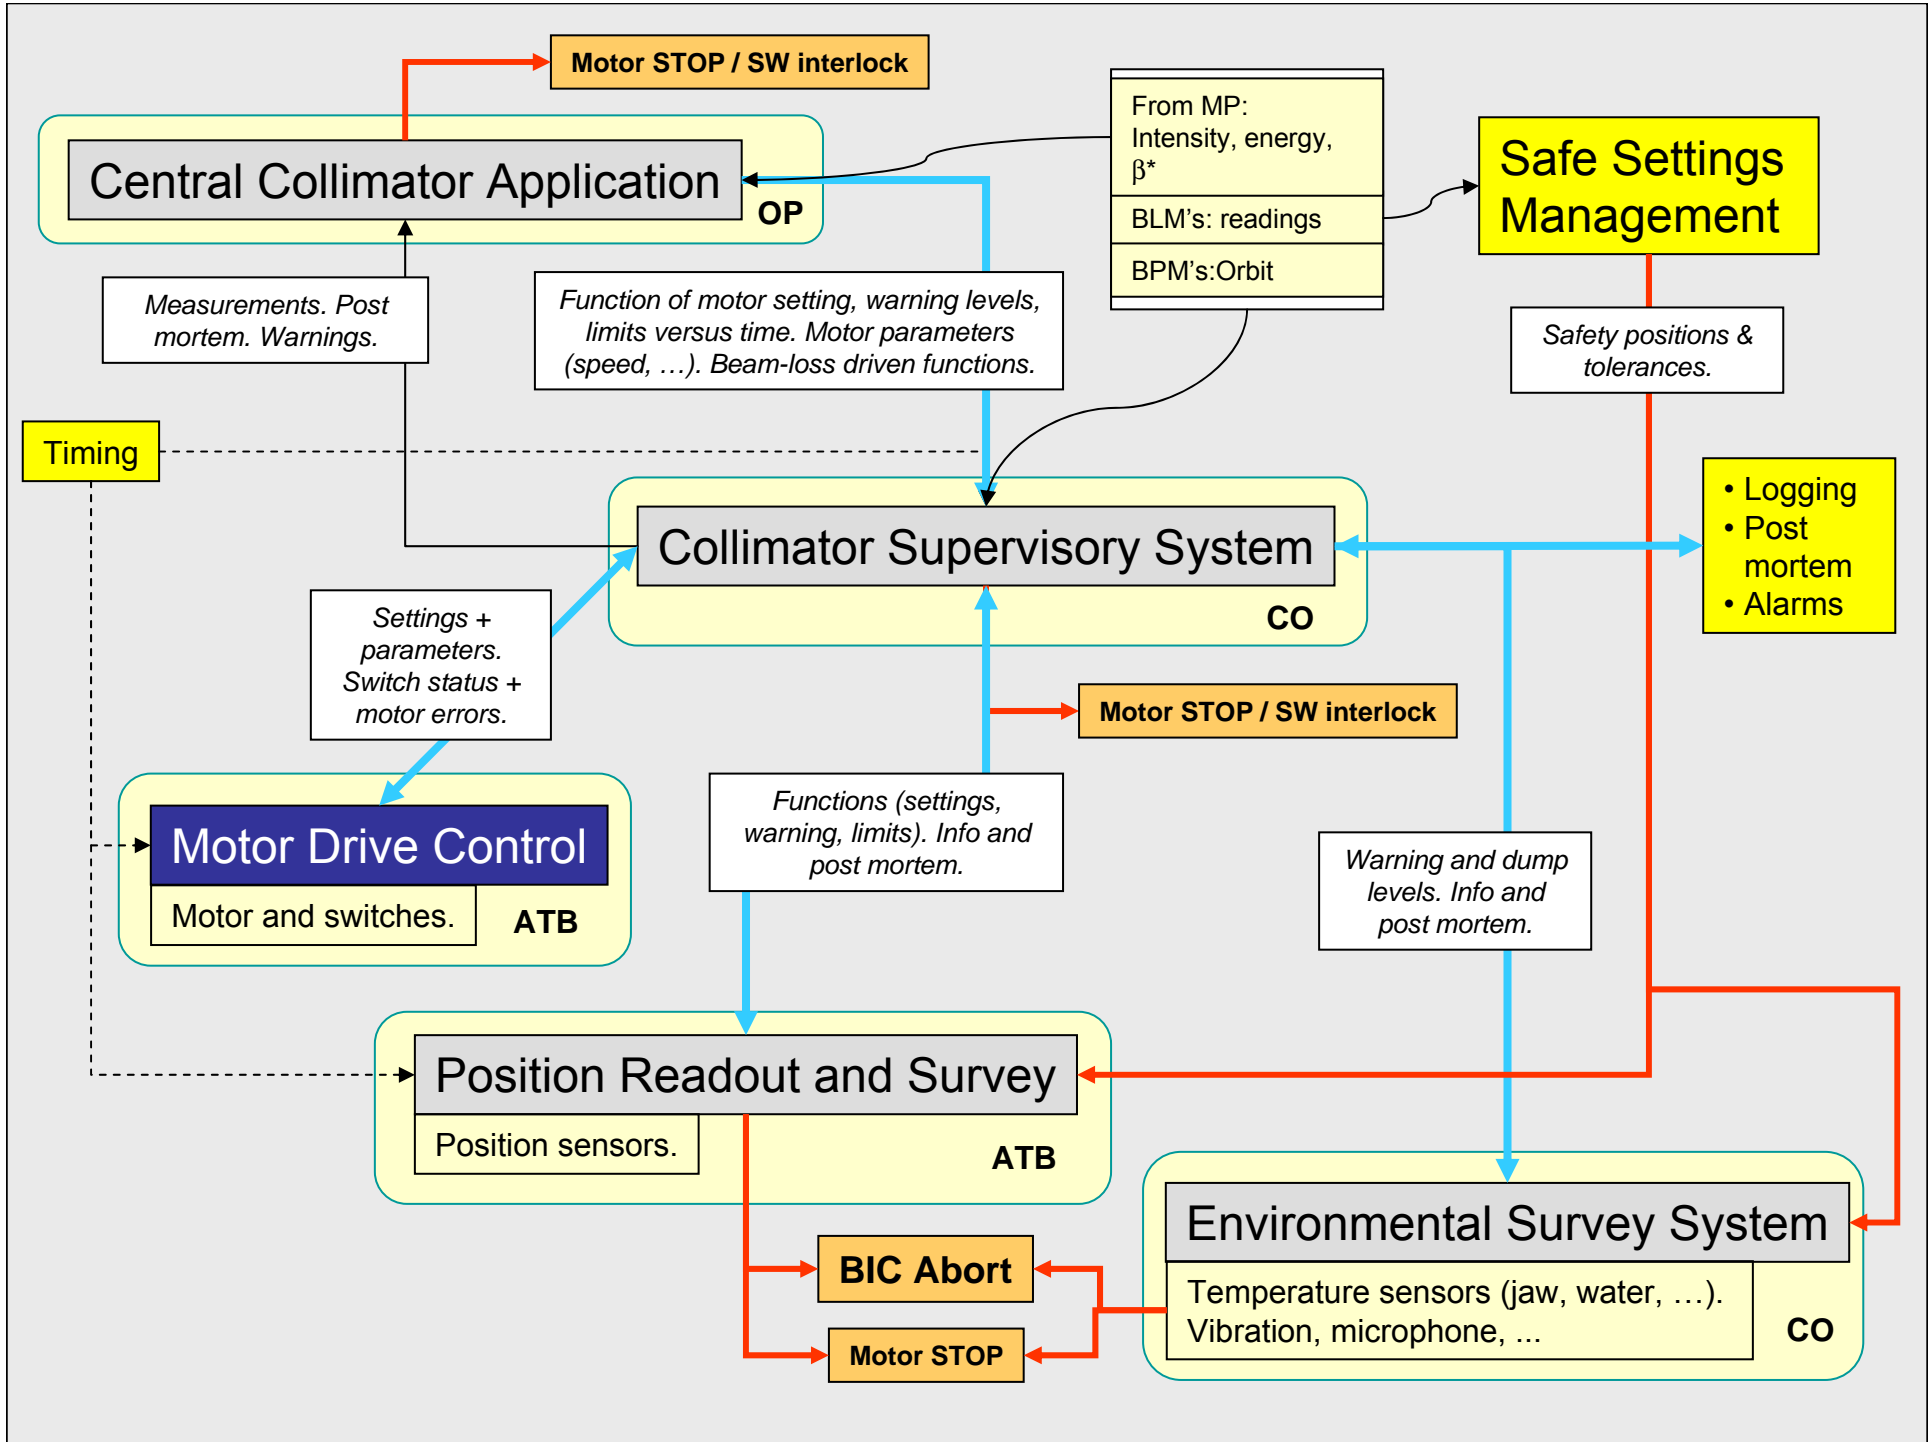 Motor STOP / SW interlock
From MP:
Intensity, energy,
β*
BLM's: readings
BPM's:Orbit
Safe Settings
Management
Central Collimator Application
OP
Measurements. Post
mortem. Warnings.
Function of motor setting, warning levels,
limits versus time. Motor parameters
(speed, …). Beam-loss driven functions.
Safety positions &
tolerances.
Timing
• Logging
• Post
mortem
• Alarms
Collimator Supervisory System
CO
Settings +
parameters.
Switch status +
motor errors.
Motor STOP / SW interlock
Functions (settings,
warning, limits). Info and
post mortem.
Warning and dump
levels. Info and
post mortem.
Motor Drive Control
Motor and switches.
ATB
Position Readout and Survey
Position sensors.
ATB
Environmental Survey System
Temperature sensors (jaw, water, …).
Vibration, microphone, ...
CO
BIC Abort
Motor STOP